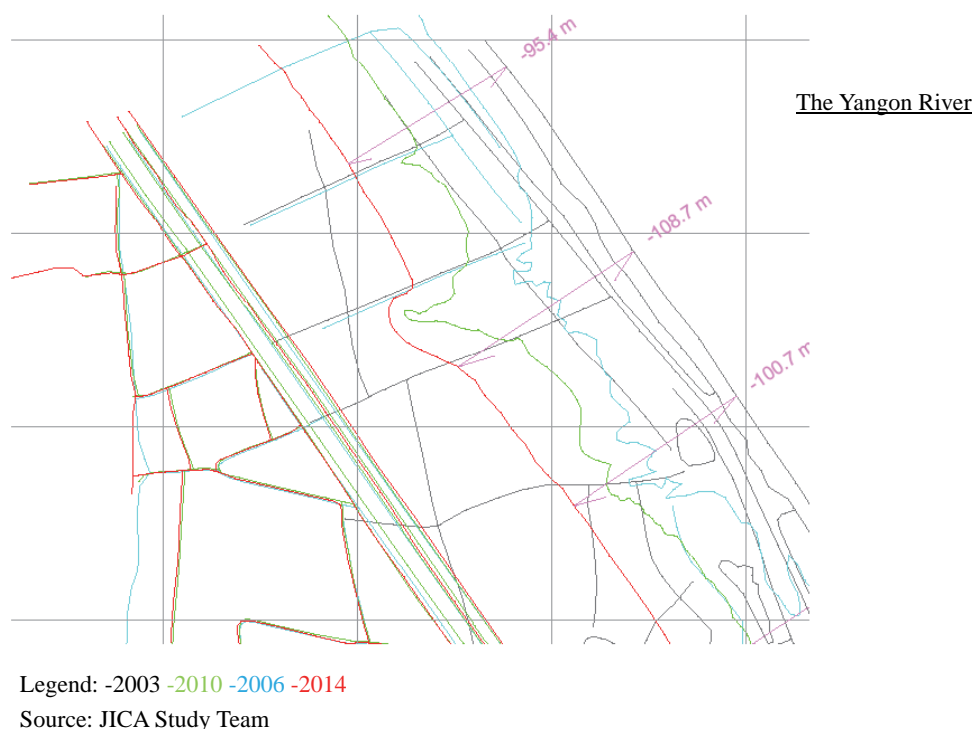 -95.4 m
The Yangon River
-108.7 m
-100.7 m
Legend: -2003 -2010 -2006 -2014
Source: JICA Study Team